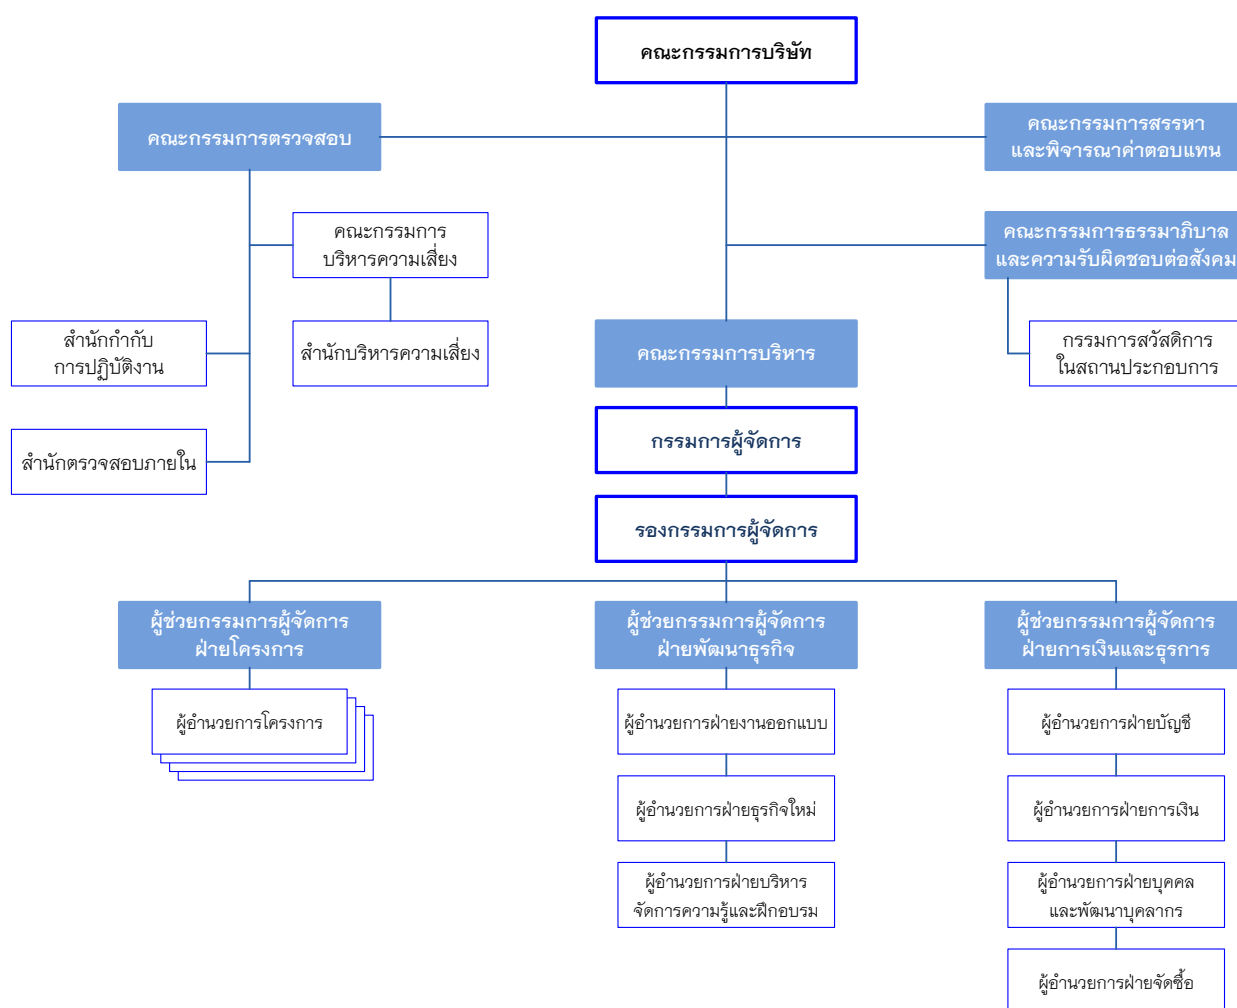 คณะกรรมการบริษัท
คณะกรรมการตรวจสอบ
คณะกรรมการสรรหา
และพิจารณาค่าตอบแทน
คณะกรรมการ
บริหารความเสี่ยง
คณะกรรมการธรรมาภิบาล
และความรับผิดชอบต่อสังคม
สำนักกำกับ
การปฏิบัติงาน
สำนักบริหารความเสี่ยง
คณะกรรมการบริหาร
กรรมการสวัสดิการ
ในสถานประกอบการ
กรรมการผู้จัดการ
สำนักตรวจสอบภายใน
รองกรรมการผู้จัดการ
ผู้ช่วยกรรมการผู้จัดการ
ฝ่ายโครงการ
ผู้ช่วยกรรมการผู้จัดการ
ฝ่ายพัฒนาธุรกิจ
ผู้ช่วยกรรมการผู้จัดการ
ฝ่ายการเงินและธุรการ
ผู้อำนวยการโครงการ
ผู้อำนวยการฝ่ายงานออกแบบ
ผู้อำนวยการฝ่ายบัญชี
ผู้อำนวยการฝ่ายธุรกิจใหม่
ผู้อำนวยการฝ่ายการเงิน
ผู้อำนวยการฝ่ายบริหาร
จัดการความรู้และฝึกอบรม
ผู้อำนวยการฝ่ายบุคคล
และพัฒนาบุคลากร
ผู้อำนวยการฝ่ายจัดซื้อ